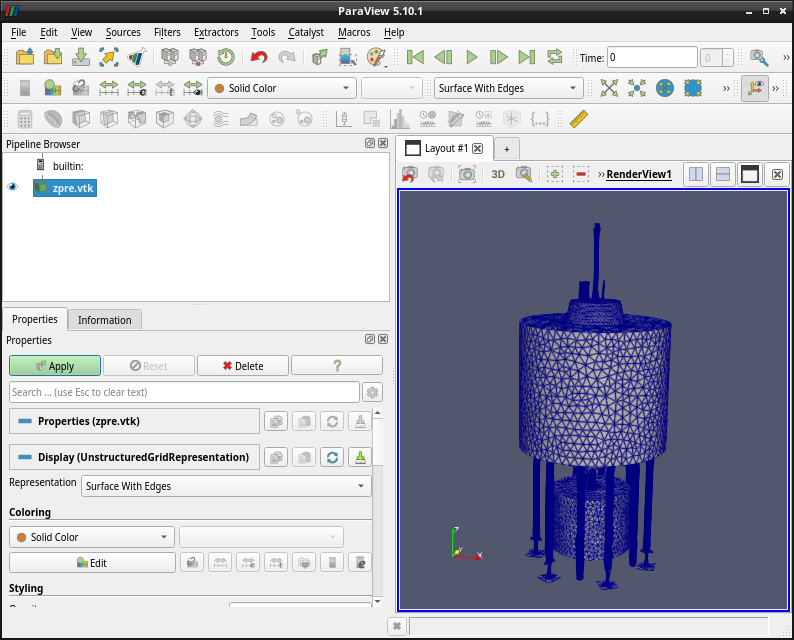 ParaView 5.10.1
File Edit View Sources Filters Extractors Tools Catalyst Macros Help
Time: 0 0 »
Solid Color Surface With Edges » »
Pipeline Browser
builtin:
zpre.vtk
Properties Information
Properties
Apply Reset Delete ?
Search ... (use Esc to clear text)
Properties (zpre.vtk)
Display (UnstructuredGridRepresentation)
Representation Surface With Edges
Coloring
Solid Color
Edit
Styling
Layout #1 +
3D » RenderView1
Z
Y X